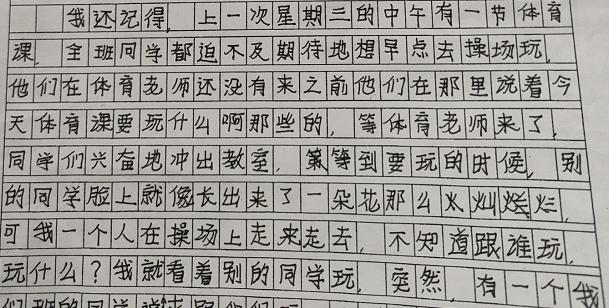 我还记得，上一次星期三的中午有一节体育
课，全班同学都迫不及期待地想早点去操场玩，
他们在体育老师还没有来之前他们在那里说着今
天体育课要玩什么啊那些的，等体育老师来了，
同学们兴奋地冲出教室，等到要玩的时候，别
的同学脸上就像长出来了一朵花那么火灿烂，
可我一个人在操场上走来走去，不知道跟谁玩，
玩什么？我就看着别的同学玩，突然，有一个我
们班的同学说